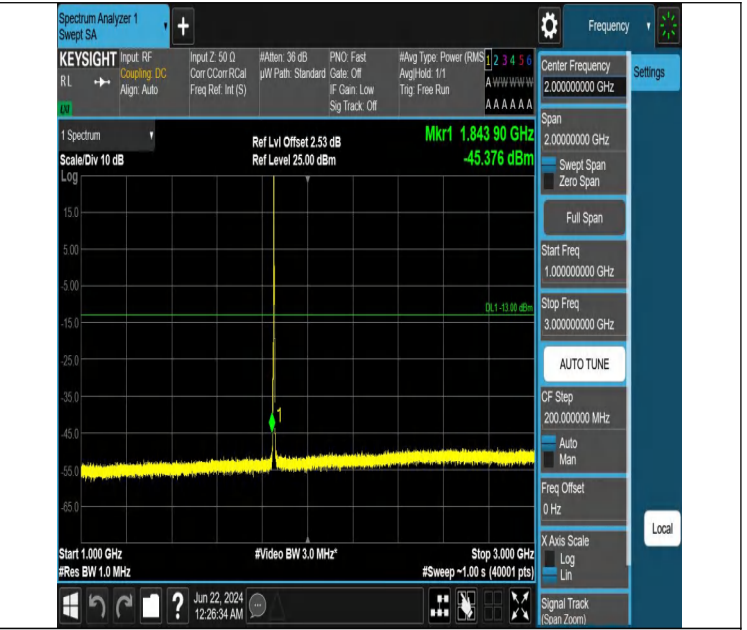 Spectrum Analyzer 1
Swept SA
+
Frequency
KEYSIGHT
RL
LNI
Input: RF
Coupling: DC
Align: Auto
Input Z: 50 Ω
Corr CCorr RCal
Freq Ref: Int (S)
#Atten: 36 dB
µW Path: Standard
PNO: Fast
Gate: Off
IF Gain: Low
Sig Track: Off
#Avg Type: Power (RMS
Avg|Hold: 1/1
Trig: Free Run
1 2 3 4 5 6
A W W W W W
A A A A A A
1 Spectrum
Scale/Div 10 dB
Log
Ref Lvl Offset 2.53 dB
Ref Level 25.00 dBm
Mkr1 1.843 90 GHz
-45.376 dBm
15.0
5.00
-5.00
DL1 -13.00 dBm
-15.0
-25.0
-35.0
1
-45.0
-55.0
-65.0
Start 1.000 GHz
#Res BW 1.0 MHz
#Video BW 3.0 MHz*
Stop 3.000 GHz
#Sweep ~1.00 s (40001 pts)
Center Frequency
2.000000000 GHz
Settings
Span
2.00000000 GHz
Swept Span
Zero Span
Full Span
Start Freq
1.000000000 GHz
Stop Freq
3.000000000 GHz
AUTO TUNE
CF Step
200.000000 MHz
Auto
Man
Freq Offset
0 Hz
X Axis Scale
Log
Lin
Local
Signal Track
(Span Zoom)
?
Jun 22, 2024
12:26:34 AM